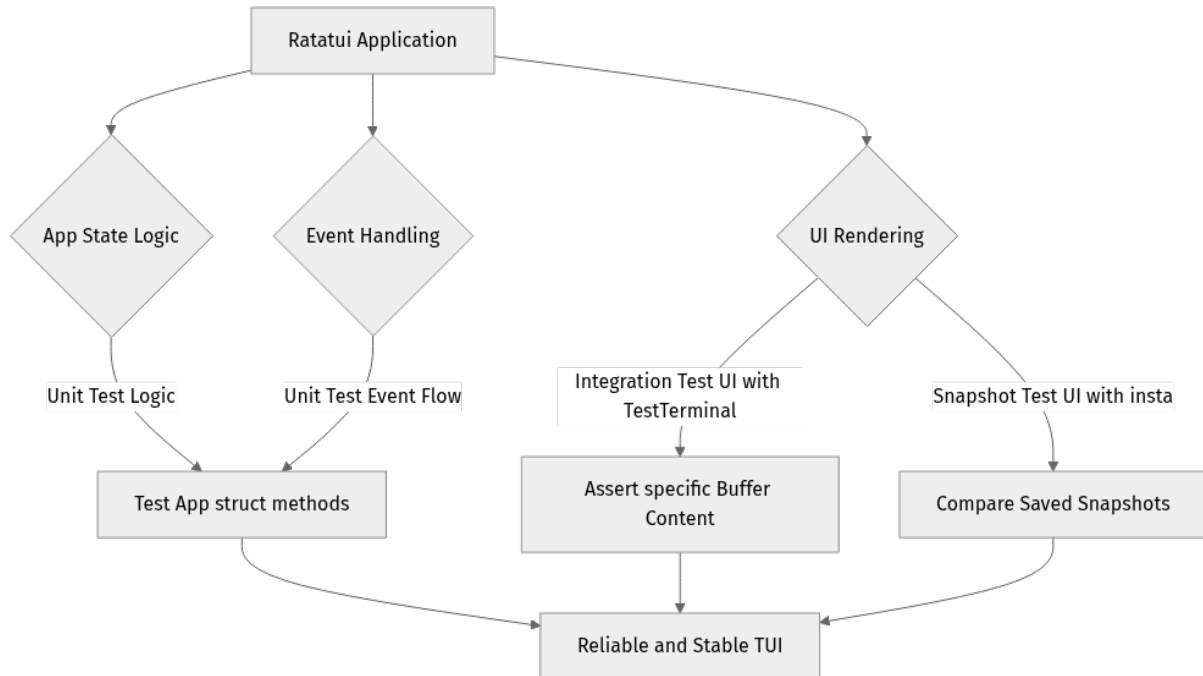 Ratatui Application
App State Logic
Event Handling
UI Rendering
Unit Test Logic
Unit Test Event Flow
Integration Test UI with
TestTerminal
Snapshot Test UI with insta
Test App struct methods
Assert specific Buffer
Content
Compare Saved Snapshots
Reliable and Stable TUI